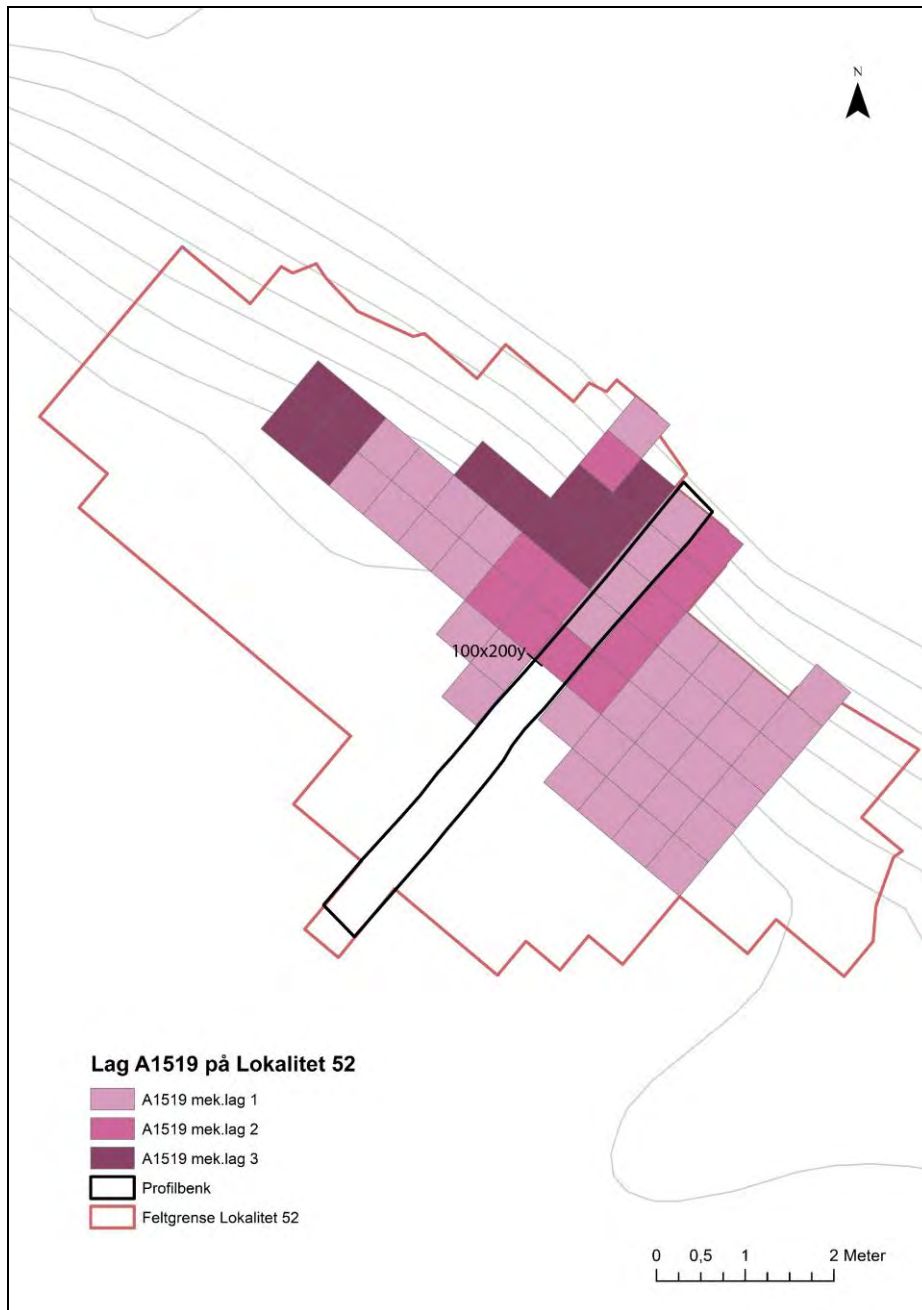 N
100x200y
Lag A1519 på Lokalitet 52
A1519 mek.lag 1
A1519 mek.lag 2
A1519 mek.lag 3
Profilbenk
Feltgrense Lokalitet 52
0 0,5 1 2 Meter